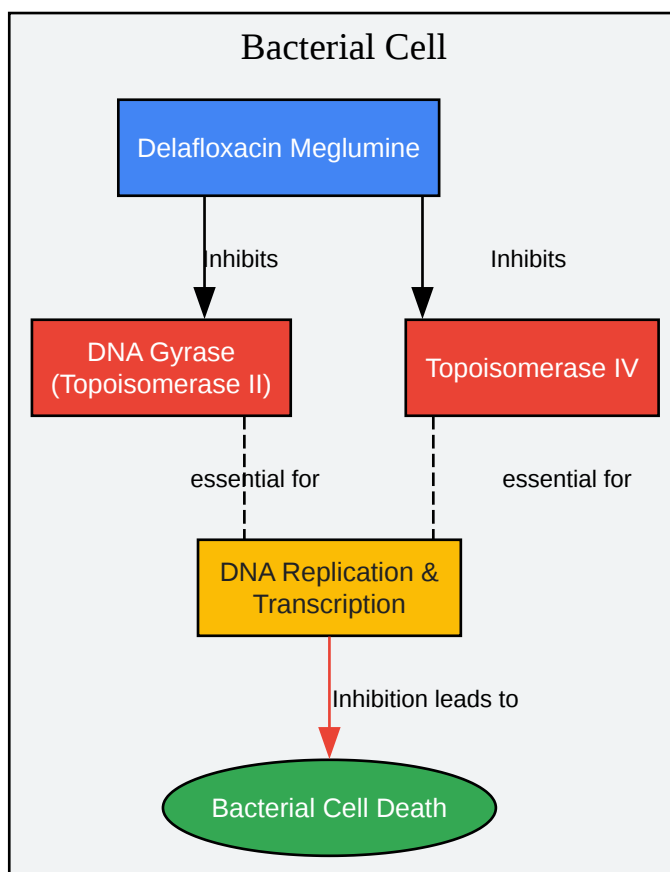 Bacterial Cell
Delafloxacin Meglumine
Inhibits
Inhibits
DNA Gyrase
(Topoisomerase II)
Topoisomerase IV
essential for
essential for
DNA Replication &
Transcription
Inhibition leads to
Bacterial Cell Death